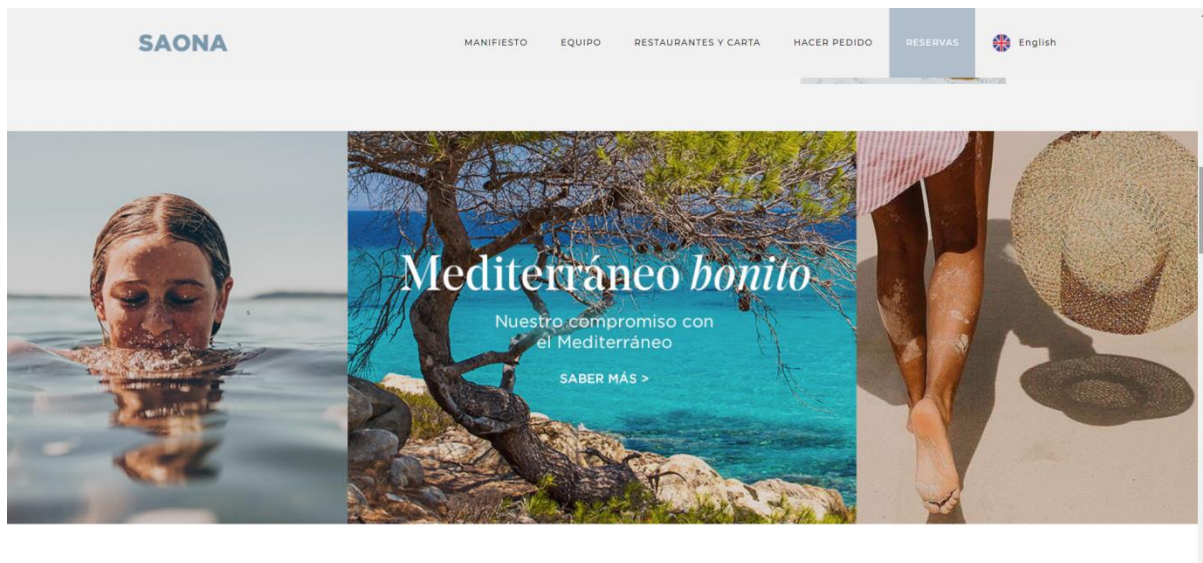 SAONA
MANIFIESTO
EQUIPO
RESTAURANTES Y CARTA
HACER PEDIDO
RESERVAS
English
Mediterráneo bonito
Nuestro compromiso con
el Mediterráneo
SABER MÁS >